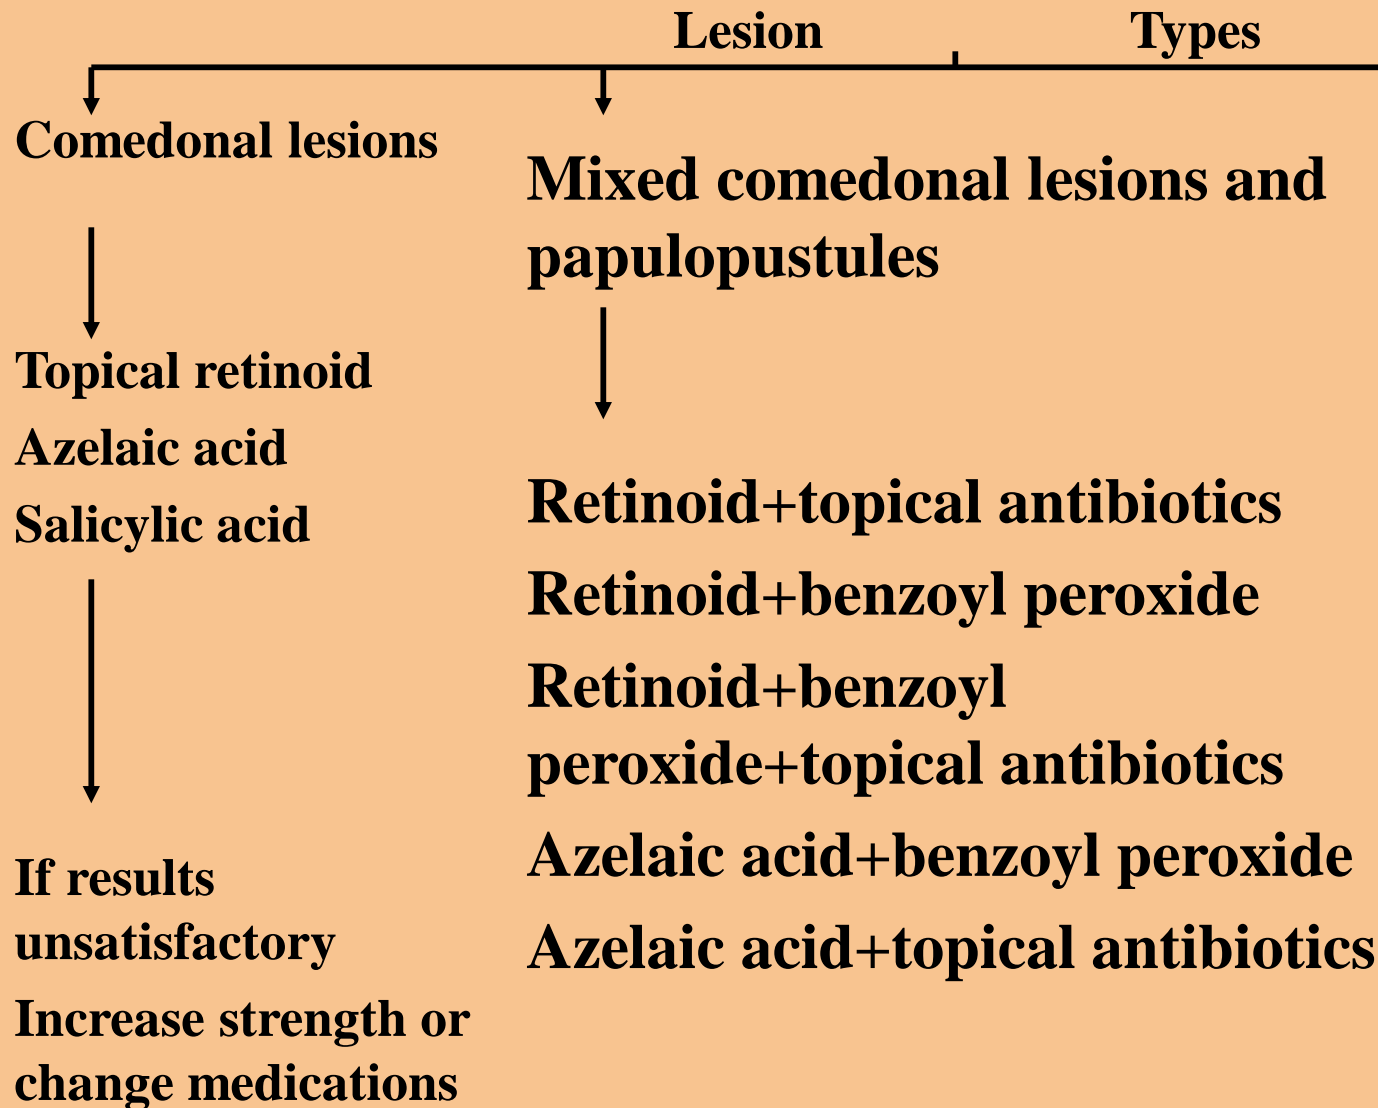 Lesion Types
Comedonal lesions
Topical retinoid
Azelaic acid
Salicylic acid
If results
unsatisfactory
Increase strength or
change medications
Mixed comedonal lesions and
papulopustules
Retinoid+topical antibiotics
Retinoid+benzoyl peroxide
Retinoid+benzoyl
peroxide+topical antibiotics
Azelaic acid+benzoyl peroxide
Azelaic acid+topical antibiotics